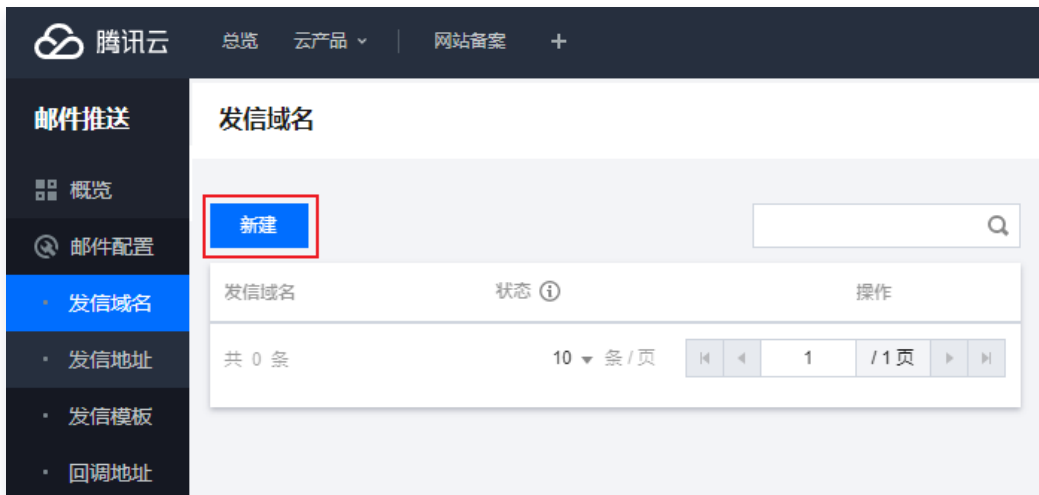 腾讯云 总览 云产品 网站备案 +
邮件推送
概览
邮件配置
· 发信域名
· 发信地址
· 发信模板
· 回调地址
发信域名
新建
发信域名 状态 操作
共 0 条 10 条/页 1 /1页